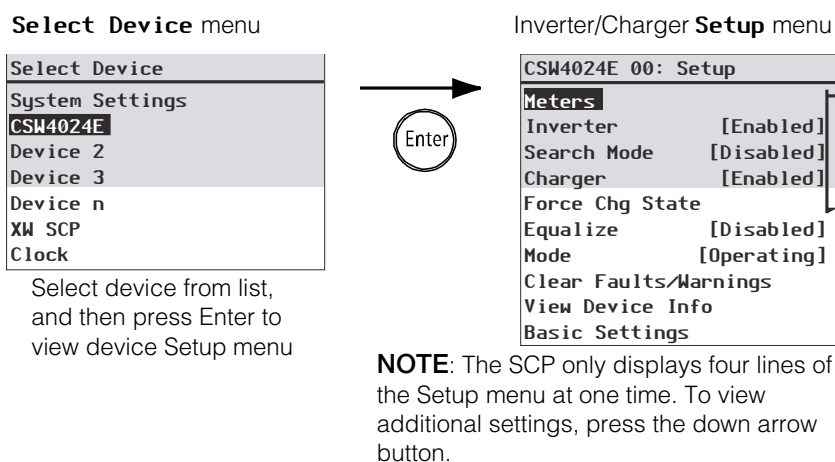 Select Device menu
Select Device
System Settings
CSW4024E
Device 2
Device 3
Device n
XW SCP
Clock
Select device from list,
and then press Enter to
view device Setup menu
Enter
Inverter/Charger Setup menu
CSW4024E 00: Setup
Meters
Inverter [Enabled]
Search Mode [Disabled]
Charger [Enabled]
Force Chg State
Equalize [Disabled]
Mode [Operating]
Clear Faults/Warnings
View Device Info
Basic Settings
NOTE: The SCP only displays four lines of
the Setup menu at one time. To view
additional settings, press the down arrow
button.